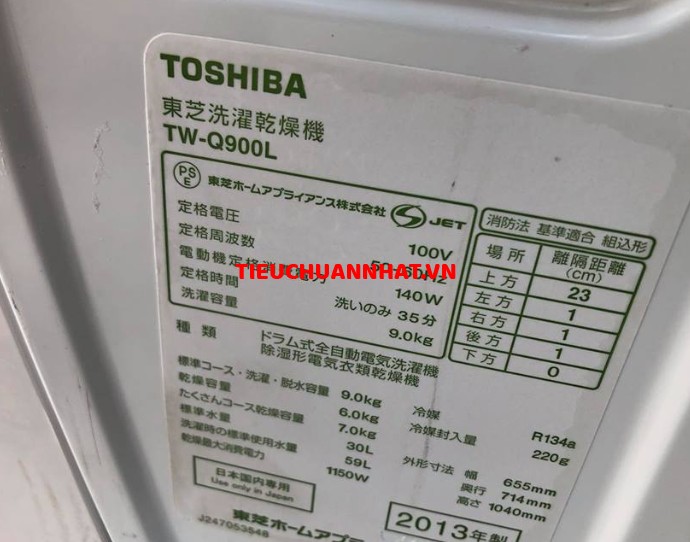 TOSHIBA
東芝洗濯乾燥機
TW-Q900L
PS
E
東芝ホームアプライアンス株式会社
S JET
定格電圧 100V
定格周波数
電動機定格消 電力 140W
定格時間 洗いのみ 35分
洗濯容量 9.0kg
TIEUCHUANNHAT.VN
種類 ドラム式全自動電気洗濯機
除湿形電気衣類乾燥機
標準コース・洗濯・脱水容量 9.0kg
乾燥容量 6.0kg
たくさんコース乾燥容量 7.0kg
標準水量 30L
洗濯時の標準使用水量 59L
乾燥最大消費電力 1150W
冷媒 R134a
冷媒封入量 220g
外形寸法 幅 655mm
奥行 714mm
高さ 1040mm
日本国内専用
Use only in Japan
東芝ホームアプライ
2013年製
J247053848
消防法 基準適合 組込形
場所 離隔距離
(cm)
上方 23
左方 1
右方 1
後方 1
下方 0